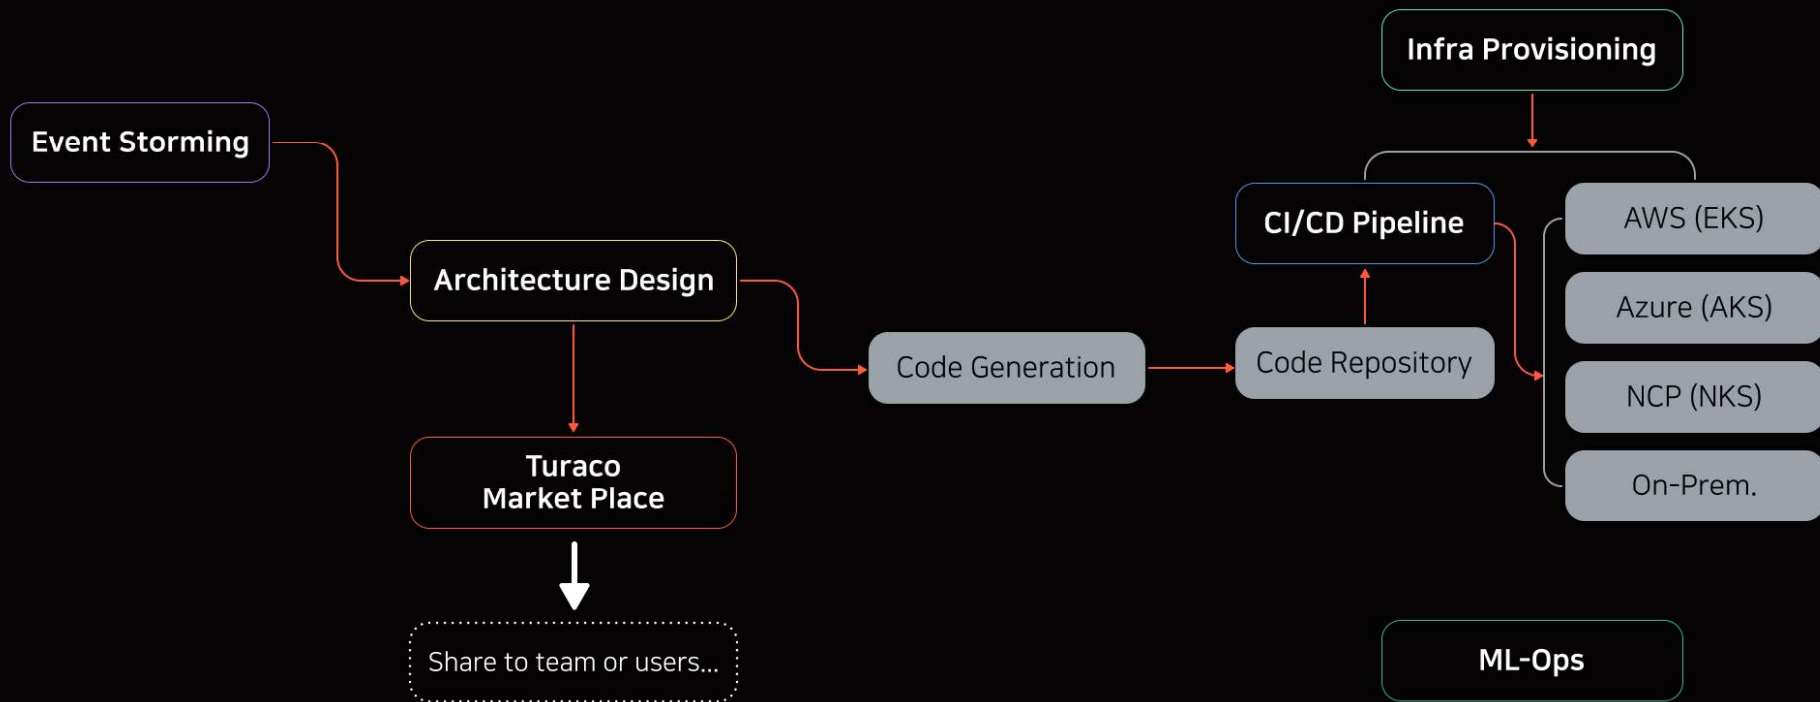 Infra Provisioning
Event Storming
CI/CD Pipeline
AWS (EKS)
Architecture Design
Azure (AKS)
Code Generation
Code Repository
NCP (NKS)
Turaco
Market Place
On-Prem.
Share to team or users...
ML-Ops